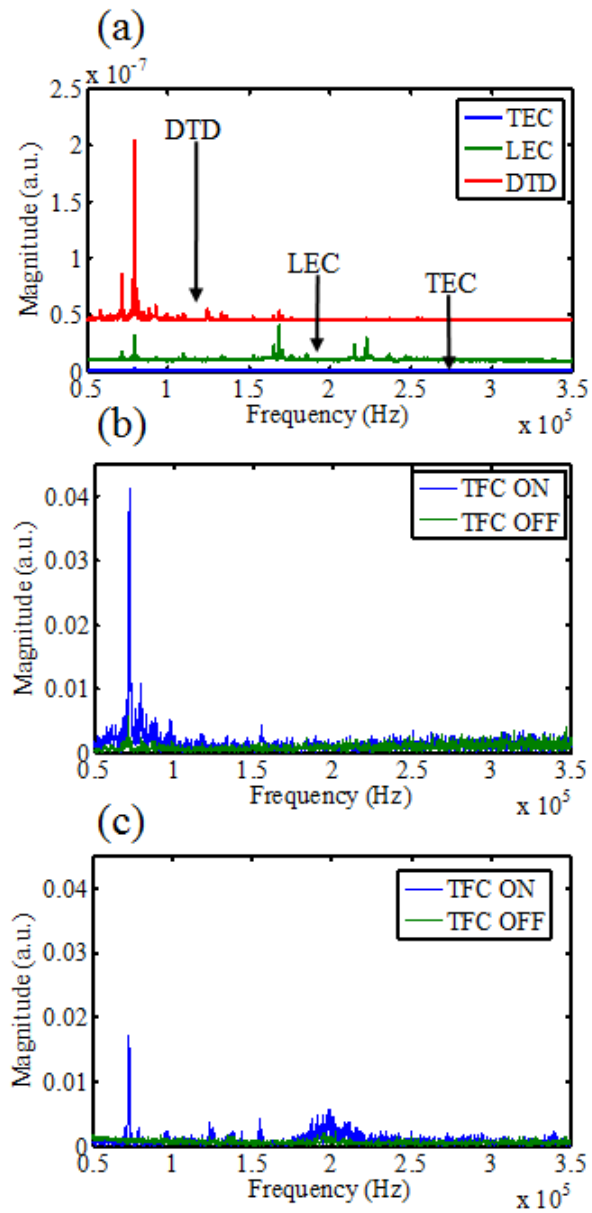 (a)
x 10-7
2.5
2
1.5
1
0.5
0
Magnitude (a.u.)
DTD
LEC
TEC
TEC
LEC
DTD
0.5 1 1.5 2 2.5 3 3.5
Frequency (Hz)
x 10^5
(b)
0.04
0.03
0.02
0.01
0
Magnitude (a.u.)
TFC ON
TFC OFF
0.5 1 1.5 2 2.5 3 3.5
Frequency (Hz)
x 10^5
(c)
0.04
0.03
0.02
0.01
0
Magnitude (a.u.)
TFC ON
TFC OFF
0.5 1 1.5 2 2.5 3 3.5
Frequency (Hz)
x 10^5